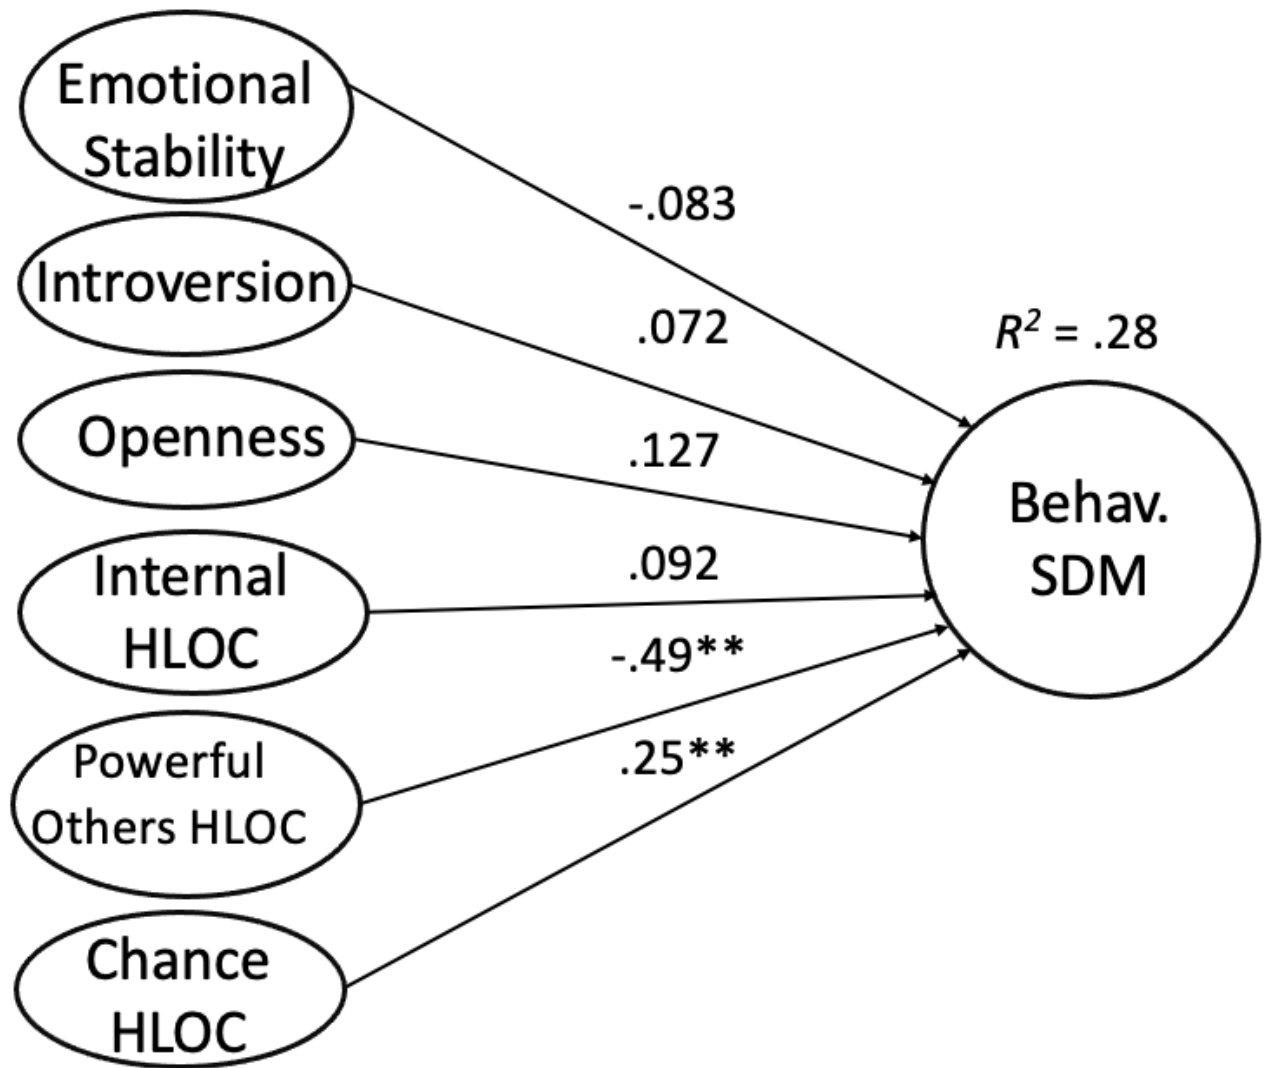 Emotional
Stability
-.083
Introversion
.072
R² = .28
Openness
.127
Behav.
SDM
Internal
HLOC
.092
-.49**
Powerful
Others HLOC
.25**
Chance
HLOC